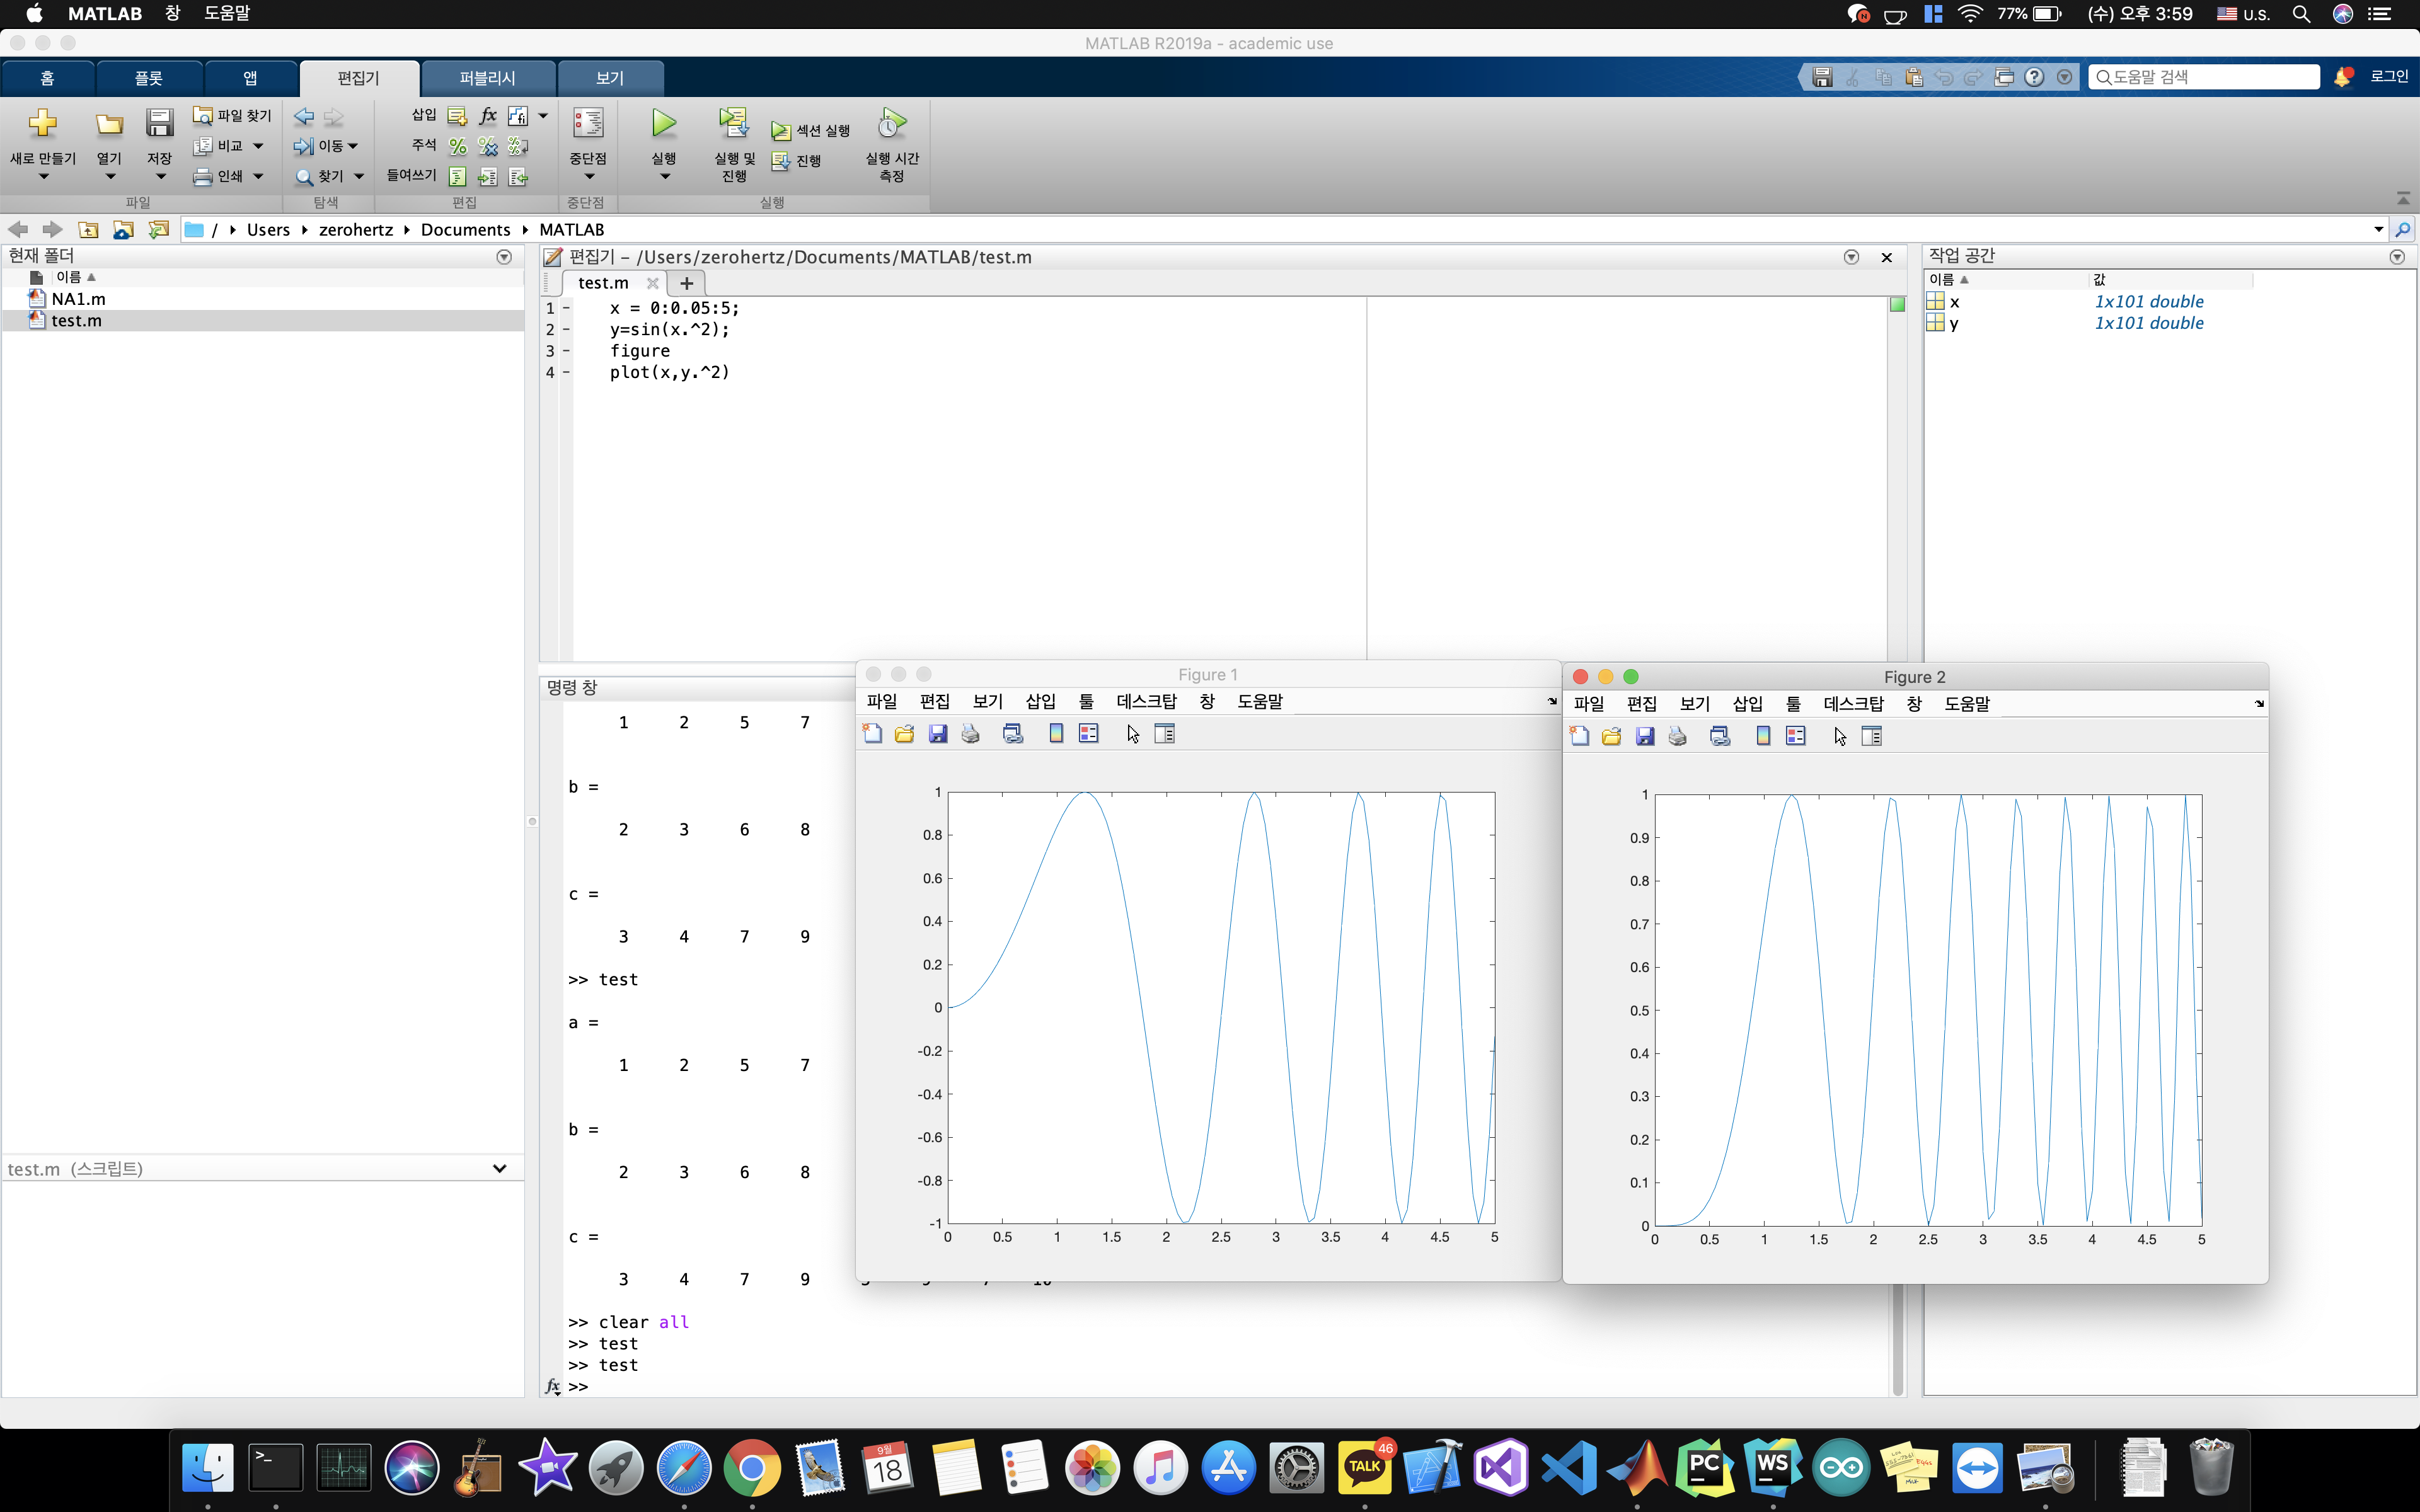 MATLAB 창 도움말 77% (수) 오후 3:59 U.S.
MATLAB R2019a - academic use
홈 플롯 앱 편집기 퍼블리시 보기 도움말 검색 로그인
새로 만들기 열기 저장 파일 찾기 비교 인쇄 이동 찾기 삽입 fx 주석 들여쓰기 중단점 실행 실행 및 진행 섹션 실행 진행 실행 시간 측정
파일 탐색 편집 중단점 실행
/ Users zerohertz Documents MATLAB
현재 폴더
이름
NA1.m
test.m
test.m (스크립트)
편집기 – /Users/zerohertz/Documents/MATLAB/test.m
test.m
1 – x = 0:0.05:5;
2 – y=sin(x.^2);
3 – figure
4 – plot(x,y.^2)
작업 공간
이름 값
x 1x101 double
y 1x101 double
명령 창
1 2 5 7
b =
2 3 6 8
c =
3 4 7 9
>> test
a =
1 2 5 7
b =
2 3 6 8
c =
3 4 7 9
>> clear all
>> test
>> test
fx >>
Figure 1
파일 편집 보기 삽입 툴 데스크탑 창 도움말
1
0.8
0.6
0.4
0.2
0
-0.2
-0.4
-0.6
-0.8
-1
0 0.5 1 1.5 2 2.5 3 3.5 4 4.5 5
Figure 2
파일 편집 보기 삽입 툴 데스크탑 창 도움말
1
0.9
0.8
0.7
0.6
0.5
0.4
0.3
0.2
0.1
0
0 0.5 1 1.5 2 2.5 3 3.5 4 4.5 5
9월
18
TALK
46
PC
WS